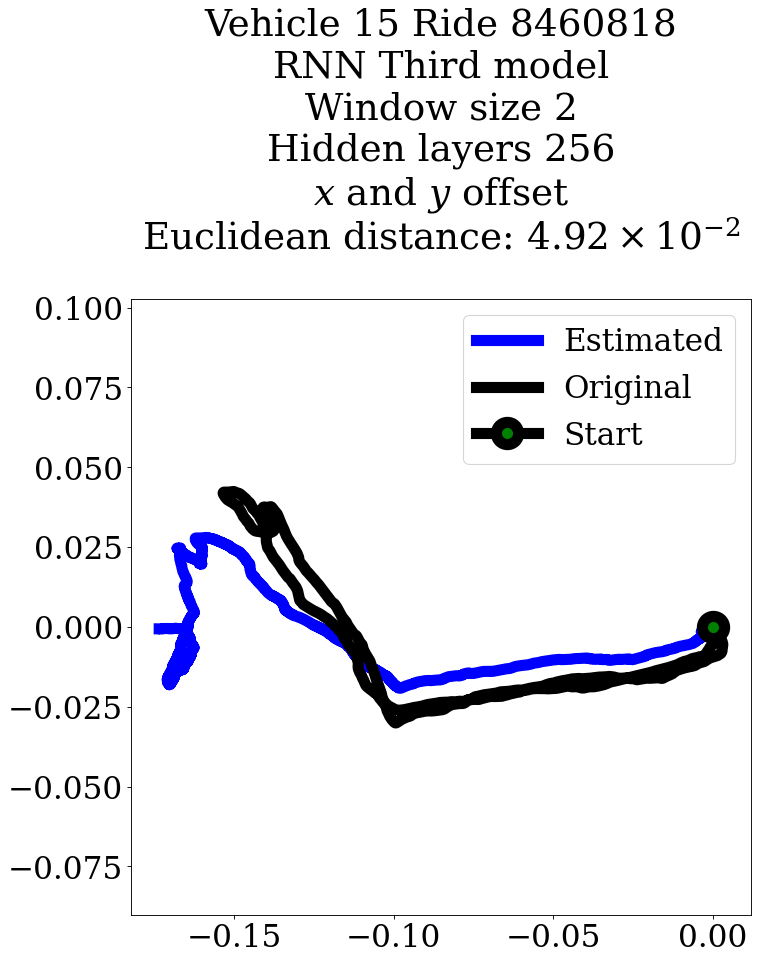 Vehicle 15 Ride 8460818
RNN Third model
Window size 2
Hidden layers 256
x and y offset
Euclidean distance: 4.92 × 10⁻²
Estimated
Original
Start
0.100
0.075
0.050
0.025
0.000
−0.025
−0.050
−0.075
−0.15 −0.10 −0.05 0.00